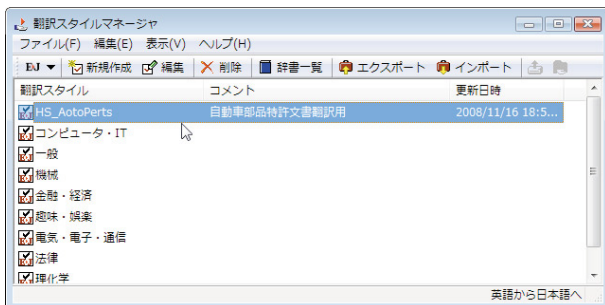 翻訳スタイルマネージャ
ファイル(F) 編集(E) 表示(V) ヘルプ(H)
EJ 新規作成 編集 削除 辞書一覧 エクスポート インポート
翻訳スタイル コメント 更新日時
HS_AotoPerts 自動車部品特許文書翻訳用 2008/11/16 18:5...
コンピュータ・IT
一般
機械
金融・経済
趣味・娯楽
電気・電子・通信
法律
理化学
英語から日本語へ